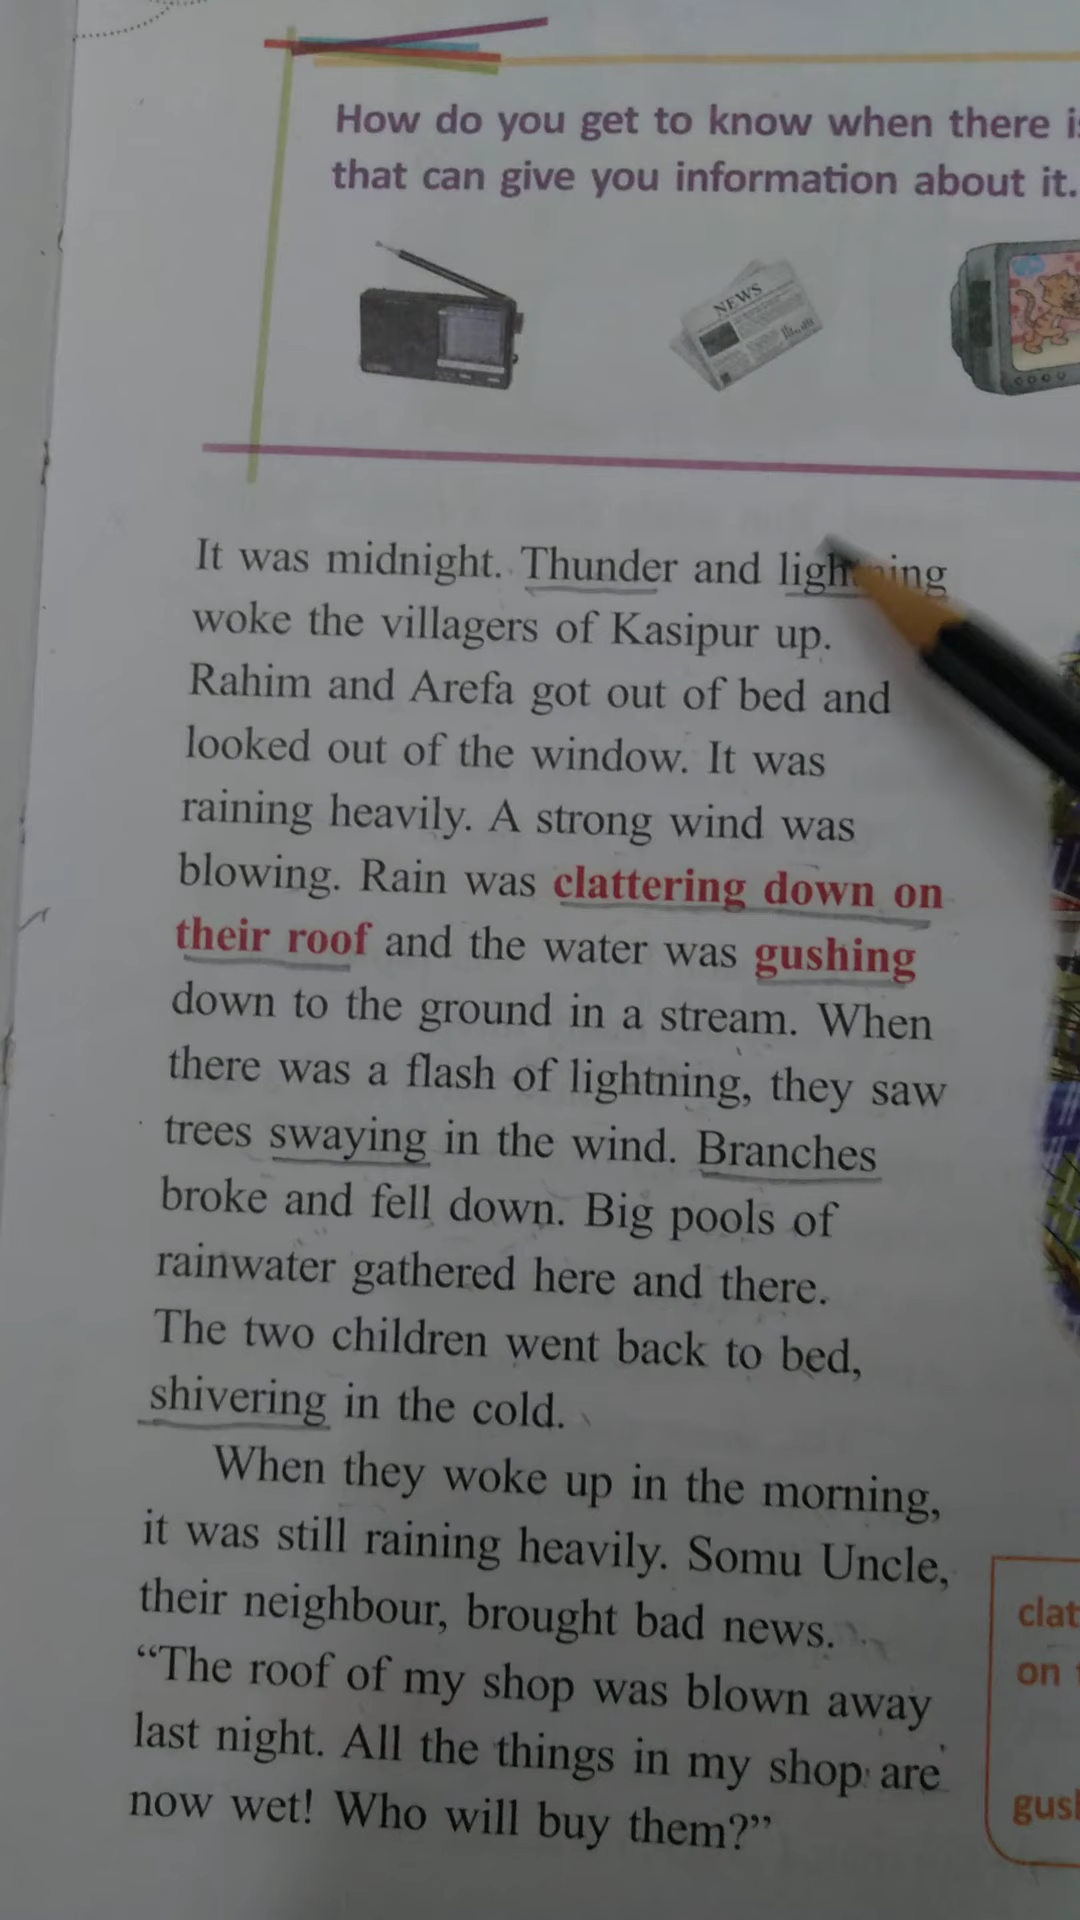 How do you get to know when there
that can give you information about it.
NEWS
It was midnight. Thunder and lightning
woke the villagers of Kasipur up.
Rahim and Arefa got out of bed and
looked out of the window. It was
raining heavily. A strong wind was
blowing. Rain was clattering down on
their roof and the water was gushing
down to the ground in a stream. When
there was a flash of lightning, they saw
trees swaying in the wind. Branches
broke and fell down. Big pools of
rainwater gathered here and there.
The two children went back to bed,
shivering in the cold.
When they woke up in the morning,
it was still raining heavily. Somu Uncle,
their neighbour, brought bad news.
“The roof of my shop was blown away
last night. All the things in my shop are
now wet! Who will buy them?”
clat
on
gush